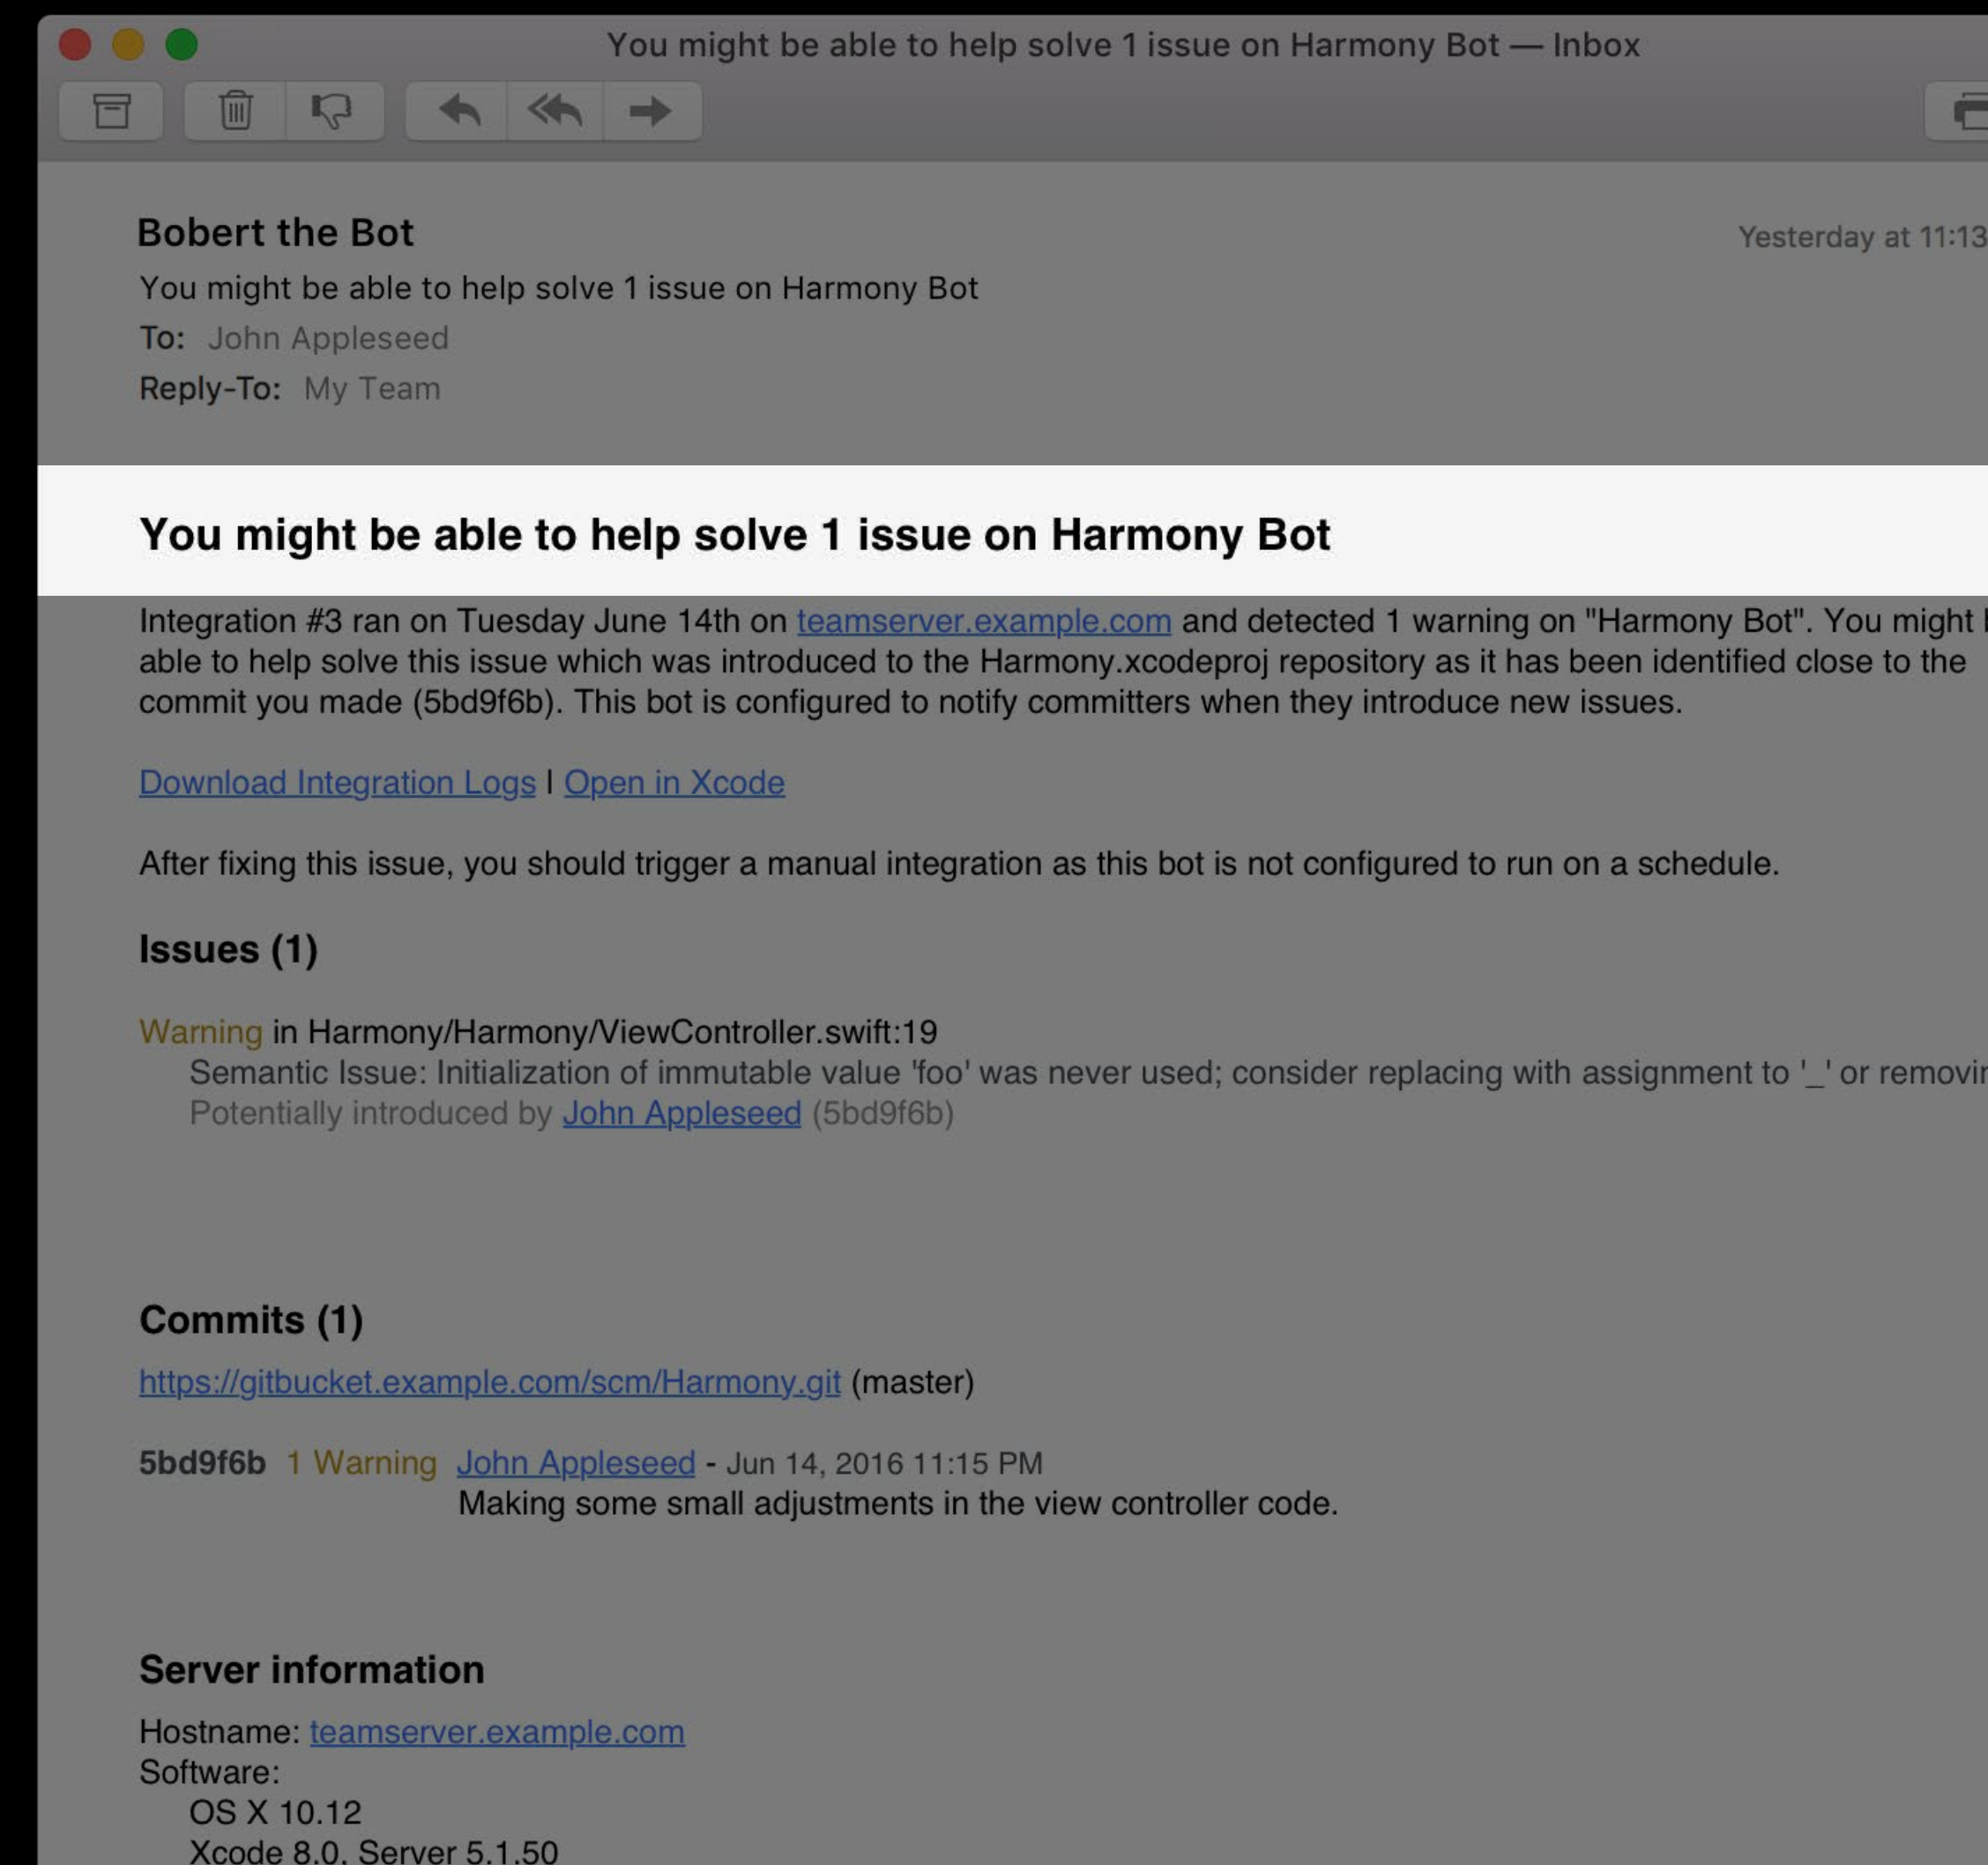 You might be able to help solve 1 issue on Harmony Bot — Inbox
Bobert the Bot
Yesterday at 11:13
You might be able to help solve 1 issue on Harmony Bot
To: John Appleseed
Reply-To: My Team
You might be able to help solve 1 issue on Harmony Bot
Integration #3 ran on Tuesday June 14th on teamserver.example.com and detected 1 warning on "Harmony Bot". You might
able to help solve this issue which was introduced to the Harmony.xcodeproj repository as it has been identified close to the
commit you made (5bd9f6b). This bot is configured to notify committers when they introduce new issues.
Download Integration Logs | Open in Xcode
After fixing this issue, you should trigger a manual integration as this bot is not configured to run on a schedule.
Issues (1)
Warning in Harmony/Harmony/ViewController.swift:19
Semantic Issue: Initialization of immutable value 'foo' was never used; consider replacing with assignment to '_' or
Potentially introduced by John Appleseed (5bd9f6b)
Commits (1)
https://gitbucket.example.com/scm/Harmony.git (master)
5bd9f6b 1 Warning John Appleseed - Jun 14, 2016 11:15 PM
Making some small adjustments in the view controller code.
Server information
Hostname: teamserver.example.com
Software:
OS X 10.12
Xcode 8.0, Server 5.1.50